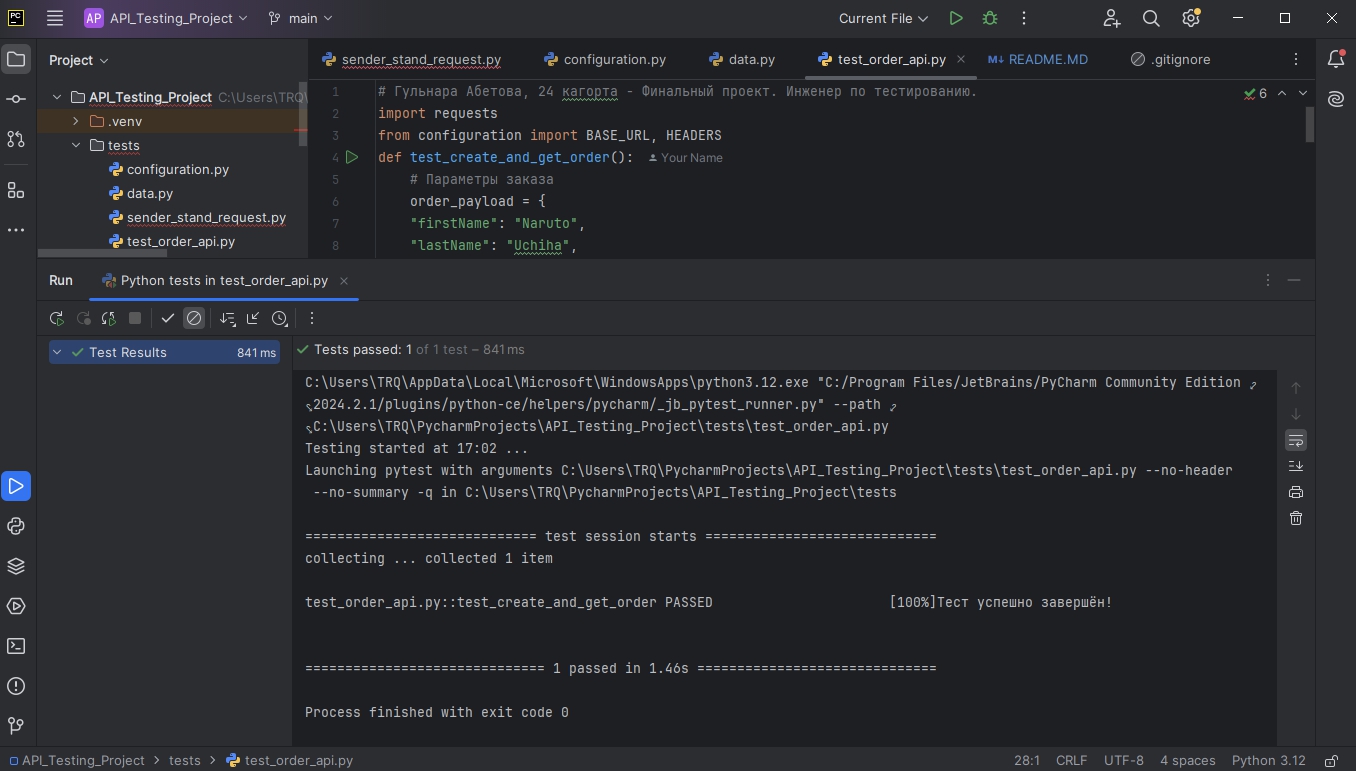 PC
AP API_Testing_Project main Current File
Project
sender_stand_request.py configuration.py data.py test_order_api.py M↓ README.MD .gitignore
API_Testing_Project C:\Users\TRQ\
.venv
tests
configuration.py
data.py
sender_stand_request.py
test_order_api.py
1 # Гульнара Абетова, 24 кагорта - Финальный проект. Инженер по тестированию. 6
2 import requests
3 from configuration import BASE_URL, HEADERS
4 def test_create_and_get_order(): Your Name
5 # Параметры заказа
6 order_payload = {
7 "firstName": "Naruto",
8 "lastName": "Uchiha",
Run Python tests in test_order_api.py
Test Results 841 ms
Tests passed: 1 of 1 test – 841 ms
C:\Users\TRQ\AppData\Local\Microsoft\WindowsApps\python3.12.exe "C:/Program Files/JetBrains/PyCharm Community Edition
2024.2.1/plugins/python-ce/helpers/pycharm/_jb_pytest_runner.py" --path
C:\Users\TRQ\PycharmProjects\API_Testing_Project\tests\test_order_api.py
Testing started at 17:02 ...
Launching pytest with arguments C:\Users\TRQ\PycharmProjects\API_Testing_Project\tests\test_order_api.py --no-header
--no-summary -q in C:\Users\TRQ\PycharmProjects\API_Testing_Project\tests
============================= test session starts =============================
collecting ... collected 1 item
test_order_api.py::test_create_and_get_order PASSED [100%]Тест успешно завершён!
============================== 1 passed in 1.46s ==============================
Process finished with exit code 0
API_Testing_Project > tests > test_order_api.py 28:1 CRLF UTF-8 4 spaces Python 3.12